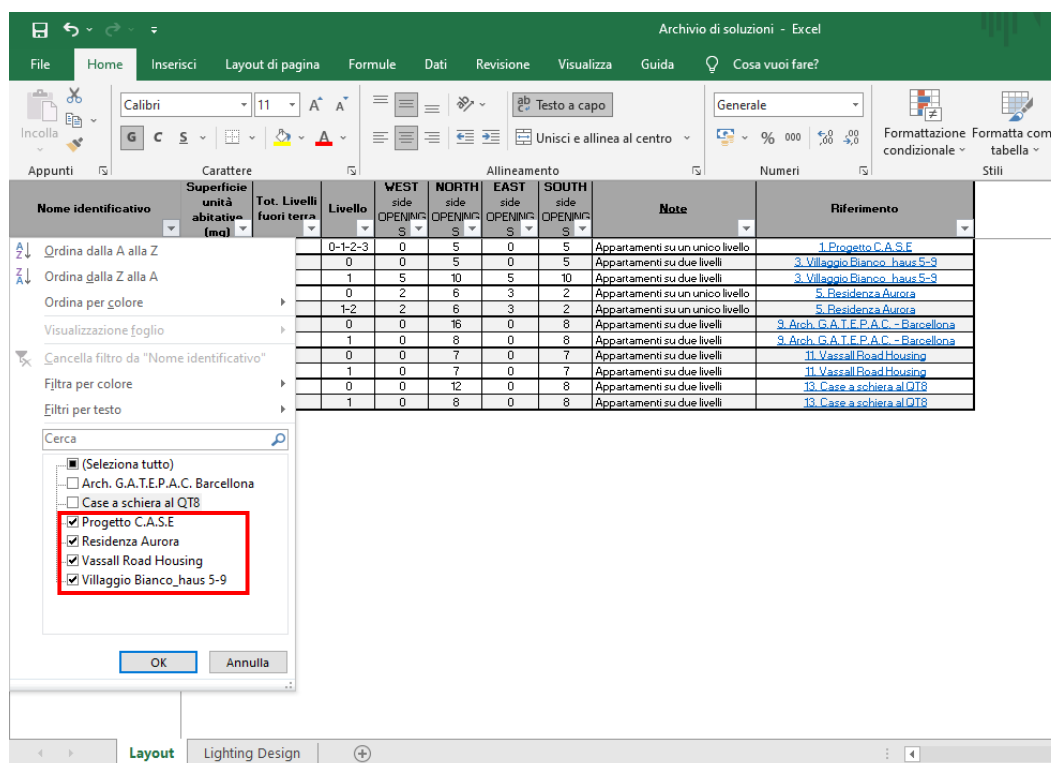 Archivio di soluzioni - Excel
File Home Inserisci Layout di pagina Formule Dati Revisione Visualizza Guida Cosa vuoi fare?
Incolla
Calibri 11 A A
G C S A
ab Testo a capo
Unisci e allinea al centro
Generale
% 000 ,00
Formattazione condizionale
Formatta com
tabella
Appunti Carattere Allineamento Numeri Stili
Nome identificativo
Superficie unità abitative (mq)
Tot. Livelli fuori terra
Livello
WEST side OPENINGS
NORTH side OPENINGS
EAST side OPENINGS
SOUTH side OPENINGS
Note
Riferimento
0-1-2-3 0 5 0 5 Appartamenti su un unico livello 1. Progetto C.A.S.E
0 0 5 0 5 Appartamenti su due livelli 3. Villaggio Bianco_haus 5-9
1 5 10 5 10 Appartamenti su due livelli 3. Villaggio Bianco_haus 5-9
0 2 6 3 2 Appartamenti su un unico livello 5. Residenza Aurora
1-2 2 6 3 2 Appartamenti su un unico livello 5. Residenza Aurora
0 0 16 0 8 Appartamenti su due livelli 9. Arch. G.A.T.E.P.A.C. - Barcellona
1 0 8 0 8 Appartamenti su due livelli 9. Arch. G.A.T.E.P.A.C. - Barcellona
0 0 7 0 7 Appartamenti su due livelli 11. Vassall Road Housing
1 0 7 0 7 Appartamenti su due livelli 11. Vassall Road Housing
0 0 12 0 8 Appartamenti su due livelli 13. Case a schiera al QT8
1 0 8 0 8 Appartamenti su due livelli 13. Case a schiera al QT8
Ordina dalla A alla Z
Ordina dalla Z alla A
Ordina per colore
Visualizzazione foglio
Cancella filtro da "Nome identificativo"
Filtra per colore
Filtri per testo
Cerca
(Seleziona tutto)
Arch. G.A.T.E.P.A.C. Barcellona
Case a schiera al QT8
Progetto C.A.S.E
Residenza Aurora
Vassall Road Housing
Villaggio Bianco_haus 5-9
OK Annulla
Layout Lighting Design